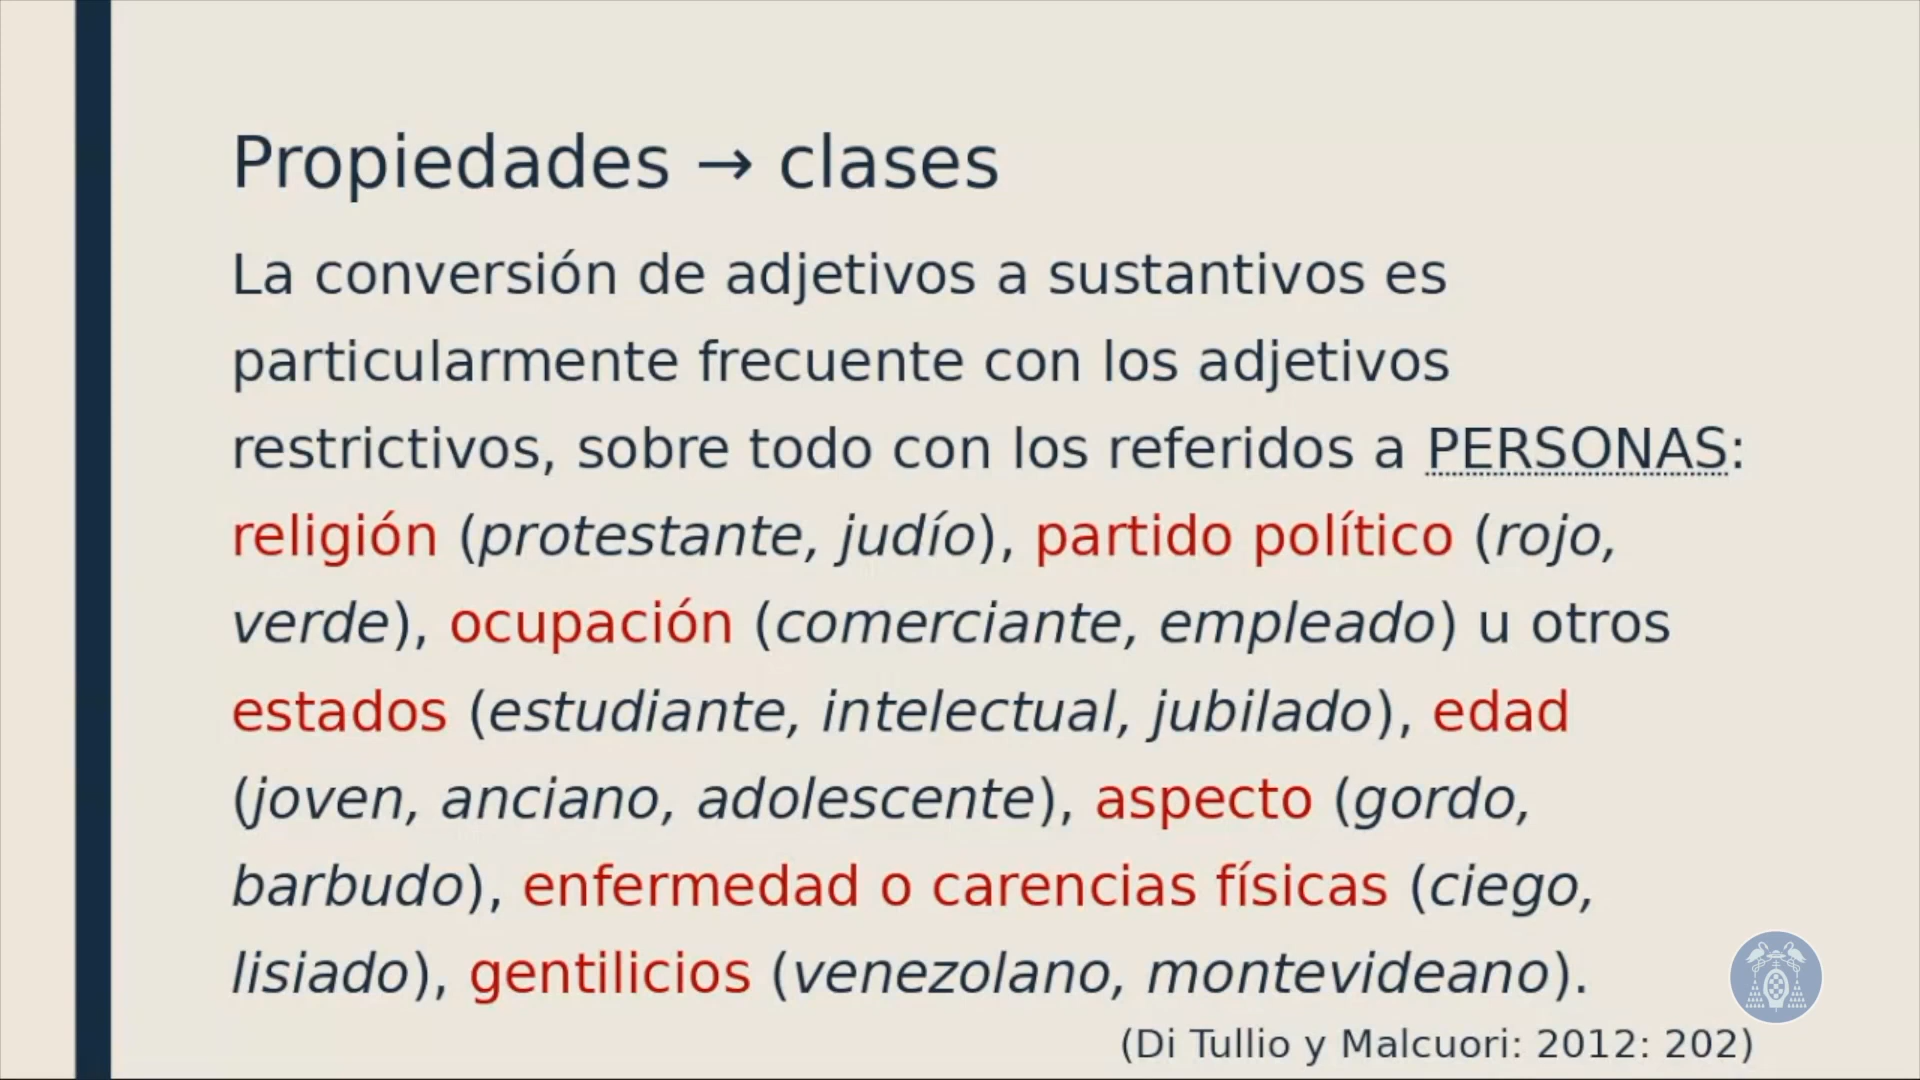 Propiedades → clases
La conversión de adjetivos a sustantivos es
particularmente frecuente con los adjetivos
restrictivos, sobre todo con los referidos a PERSONAS:
religión (protestante, judío), partido político (rojo,
verde), ocupación (comerciante, empleado) u otros
estados (estudiante, intelectual, jubilado), edad
(joven, anciano, adolescente), aspecto (gordo,
barbudo), enfermedad o carencias físicas (ciego,
lisiado), gentilicios (venezolano, montevideano).
(Di Tullio y Malcuori: 2012: 202)